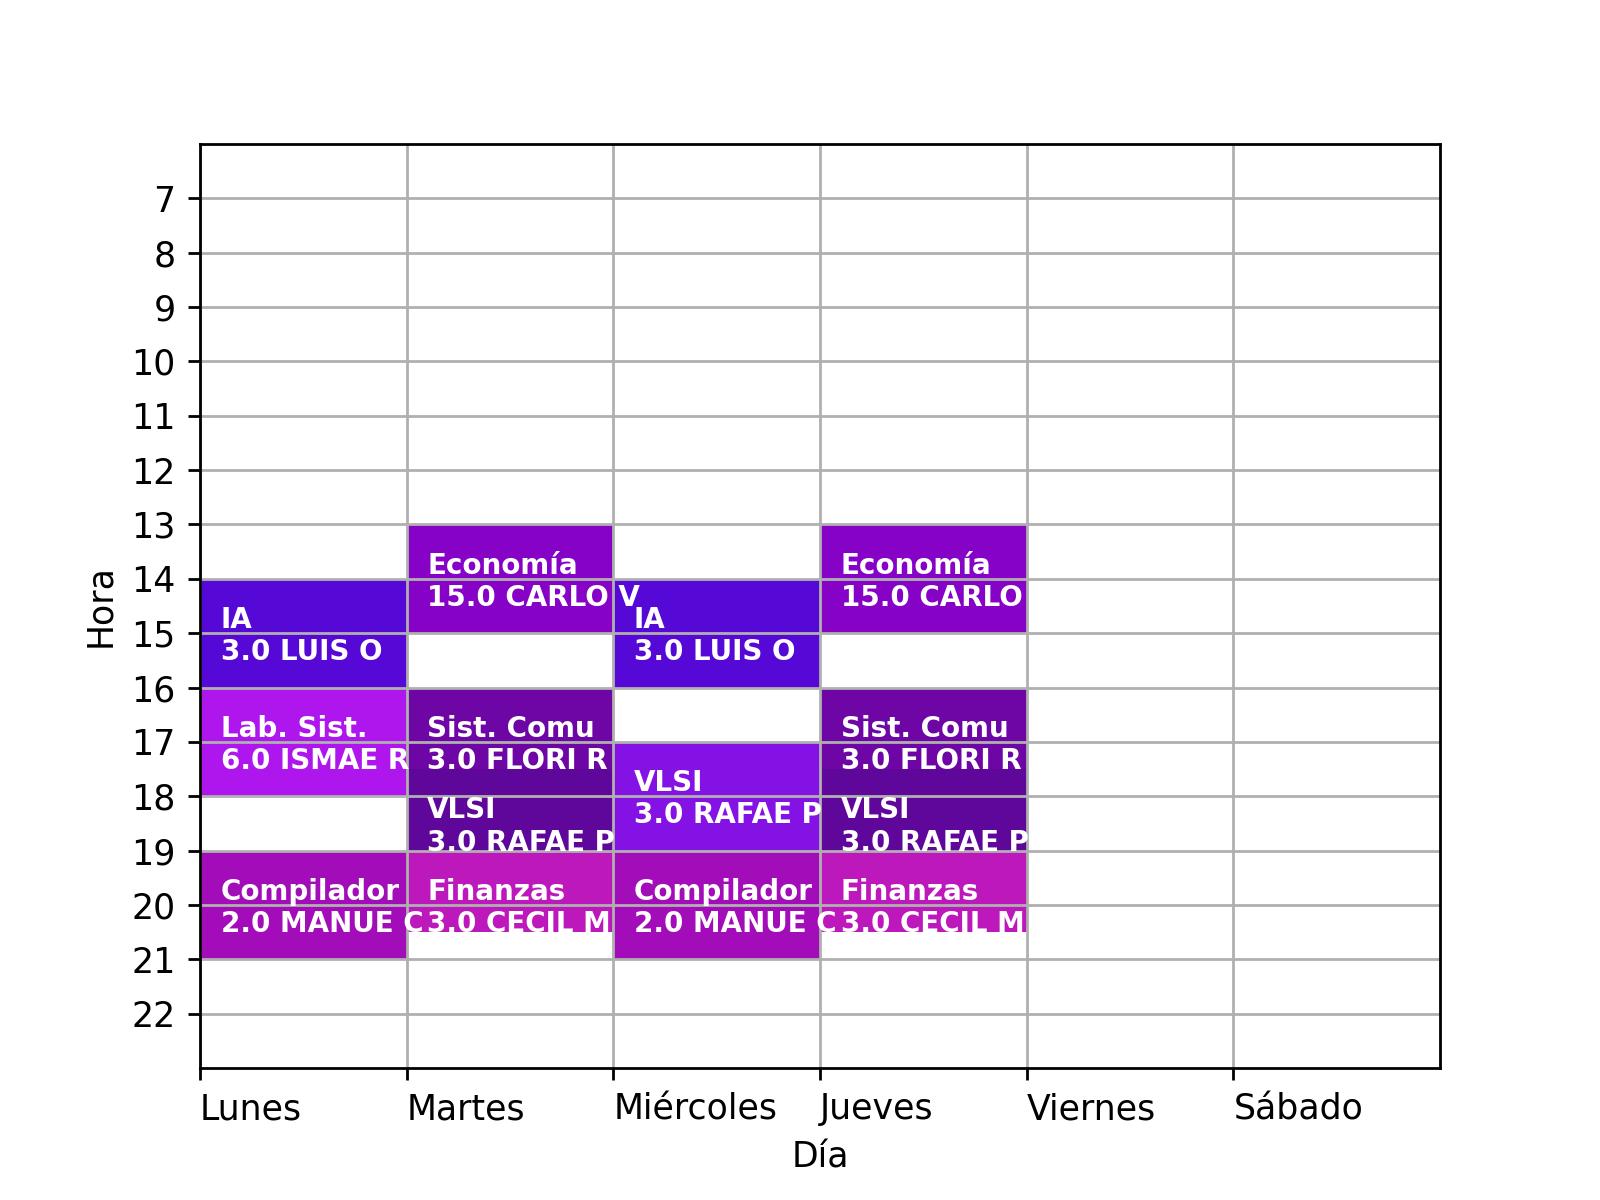 7
8
9
10
11
12
13
14
15
16
17
18
19
20
21
22
Hora
Economía
15.0 CARLO V
Economía
15.0 CARLO
IA
3.0 LUIS O
IA
3.0 LUIS O
Lab. Sist.
6.0 ISMAE R
Sist. Comu
3.0 FLORI R
Sist. Comu
3.0 FLORI R
VLSI
3.0 RAFAE P
VLSI
3.0 RAFAE P
VLSI
3.0 RAFAE P
Compilador
2.0 MANUE C
Finanzas
3.0 CECIL M
Compilador
2.0 MANUE C
Finanzas
3.0 CECIL M
Lunes Martes Miércoles Jueves Viernes Sábado
Día